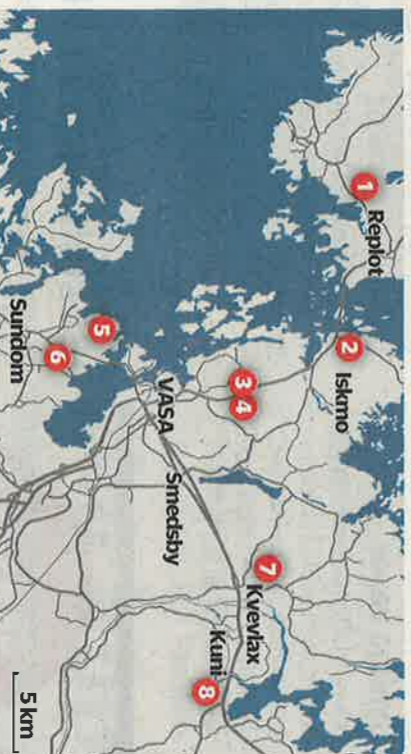 1
Replot
2
Iskmo
3
4
5
6
Sundom
VASA
Smedsby
7
Kvevlax
Kuni
8
5 km